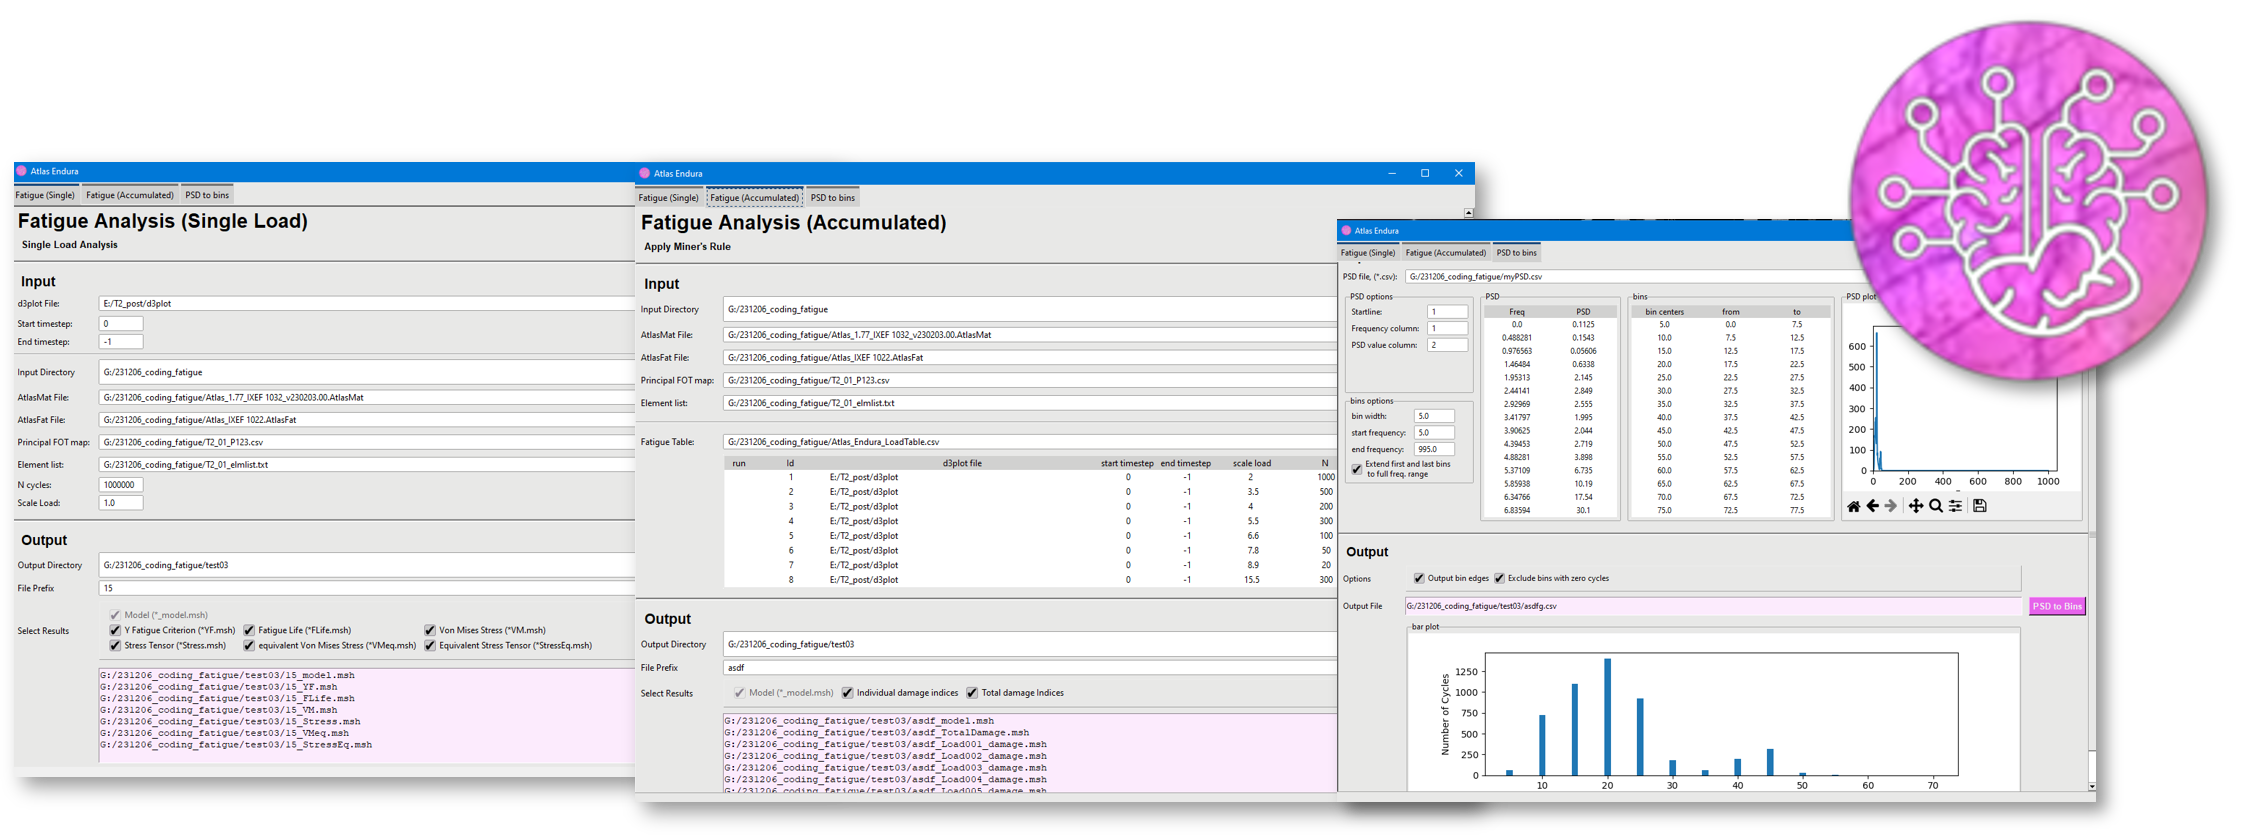 Atlas Endura
Fatigue (Single) Fatigue (Accumulated) PSD to bins
Fatigue Analysis (Single Load)
Single Load Analysis
Input
d3plot File: E:/T2_post/d3plot
Start timestep: 0
End timestep: -1
Input Directory G:/231206_coding_fatigue
AtlasMat File: G:/231206_coding_fatigue/Atlas_1.77_IXEF 1032_v230203.00.AtlasMat
AtlasFat File: G:/231206_coding_fatigue/Atlas_IXEF 1022.AtlasFat
Principal FOT map: G:/231206_coding_fatigue/T2_01_P123.csv
Element list: G:/231206_coding_fatigue/T2_01_elmlist.txt
N cycles: 1000000
Scale Load: 1.0
Output
Output Directory G:/231206_coding_fatigue/test03
File Prefix 15
Model (*_model.msh)
Select Results Y Fatigue Criterion (*YF.msh) Fatigue Life (*FLife.msh) Von Mises Stress (*VM.msh)
Stress Tensor (*Stress.msh) equivalent Von Mises Stress (*VMeq.msh) Equivalent Stress Tensor (*StressEq.msh)
G:/231206_coding_fatigue/test03/15_model.msh
G:/231206_coding_fatigue/test03/15_YF.msh
G:/231206_coding_fatigue/test03/15_FLife.msh
G:/231206_coding_fatigue/test03/15_VM.msh
G:/231206_coding_fatigue/test03/15_Stress.msh
G:/231206_coding_fatigue/test03/15_VMeq.msh
G:/231206_coding_fatigue/test03/15_StressEq.msh
Atlas Endura
Fatigue (Single) Fatigue (Accumulated) PSD to bins
Fatigue Analysis (Accumulated)
Apply Miner's Rule
Input
Input Directory G:/231206_coding_fatigue
AtlasMat File: G:/231206_coding_fatigue/Atlas_1.77_IXEF 1032_v230203.00.AtlasMat
AtlasFat File: G:/231206_coding_fatigue/Atlas_IXEF 1022.AtlasFat
Principal FOT map: G:/231206_coding_fatigue/T2_01_P123.csv
Element list: G:/231206_coding_fatigue/T2_01_elmlist.txt
Fatigue Table: G:/231206_coding_fatigue/Atlas_Endura_LoadTable.csv
run Id d3plot file start timestep end timestep scale load N
1 E:/T2_post/d3plot 0 -1 2 1000
2 E:/T2_post/d3plot 0 -1 3.5 500
3 E:/T2_post/d3plot 0 -1 4 200
4 E:/T2_post/d3plot 0 -1 5.5 300
5 E:/T2_post/d3plot 0 -1 6.6 100
6 E:/T2_post/d3plot 0 -1 7.8 50
7 E:/T2_post/d3plot 0 -1 8.9 20
8 E:/T2_post/d3plot 0 -1 15.5 300
Output
Output Directory G:/231206_coding_fatigue/test03
File Prefix asdf
Select Results Model (*_model.msh) Individual damage indices Total damage Indices
G:/231206_coding_fatigue/test03/asdf_model.msh
G:/231206_coding_fatigue/test03/asdf_TotalDamage.msh
G:/231206_coding_fatigue/test03/asdf_Load001_damage.msh
G:/231206_coding_fatigue/test03/asdf_Load002_damage.msh
G:/231206_coding_fatigue/test03/asdf_Load003_damage.msh
G:/231206_coding_fatigue/test03/asdf_Load004_damage.msh
G:/231206_coding_fatigue/test03/asdf_Load005_damage.msh
Atlas Endura
Fatigue (Single) Fatigue (Accumulated) PSD to bins
PSD file, (*.csv): G:/231206_coding_fatigue/myPSD.csv
PSD options
Startline: 1
Frequency column: 1
PSD value column: 2
bins options
bin width: 5.0
start frequency: 5.0
end frequency: 995.0
Extend first and last bins
to full freq. range
PSD
Freq PSD
0.0 0.1125
0.488281 0.1543
0.976563 0.05606
1.46484 0.6338
1.95313 2.145
2.44141 2.849
2.92969 2.555
3.41797 1.995
3.90625 2.044
4.39453 2.719
4.88281 3.898
5.37109 6.735
5.85938 10.19
6.34766 17.54
6.83594 30.1
bins
bin centers from to
5.0 0.0 7.5
10.0 7.5 12.5
15.0 12.5 17.5
20.0 17.5 22.5
25.0 22.5 27.5
30.0 27.5 32.5
35.0 32.5 37.5
40.0 37.5 42.5
45.0 42.5 47.5
50.0 47.5 52.5
55.0 52.5 57.5
60.0 57.5 62.5
65.0 62.5 67.5
70.0 67.5 72.5
75.0 72.5 77.5
PSD plot
600
500
400
300
200
100
0
0 200 400 600 800 1000
Output
Options Output bin edges Exclude bins with zero cycles
Output File G:/231206_coding_fatigue/test03/asdfg.csv PSD to Bins
bar plot
Number of Cycles
1250
1000
750
500
250
0
10 20 30 40 50 60 70